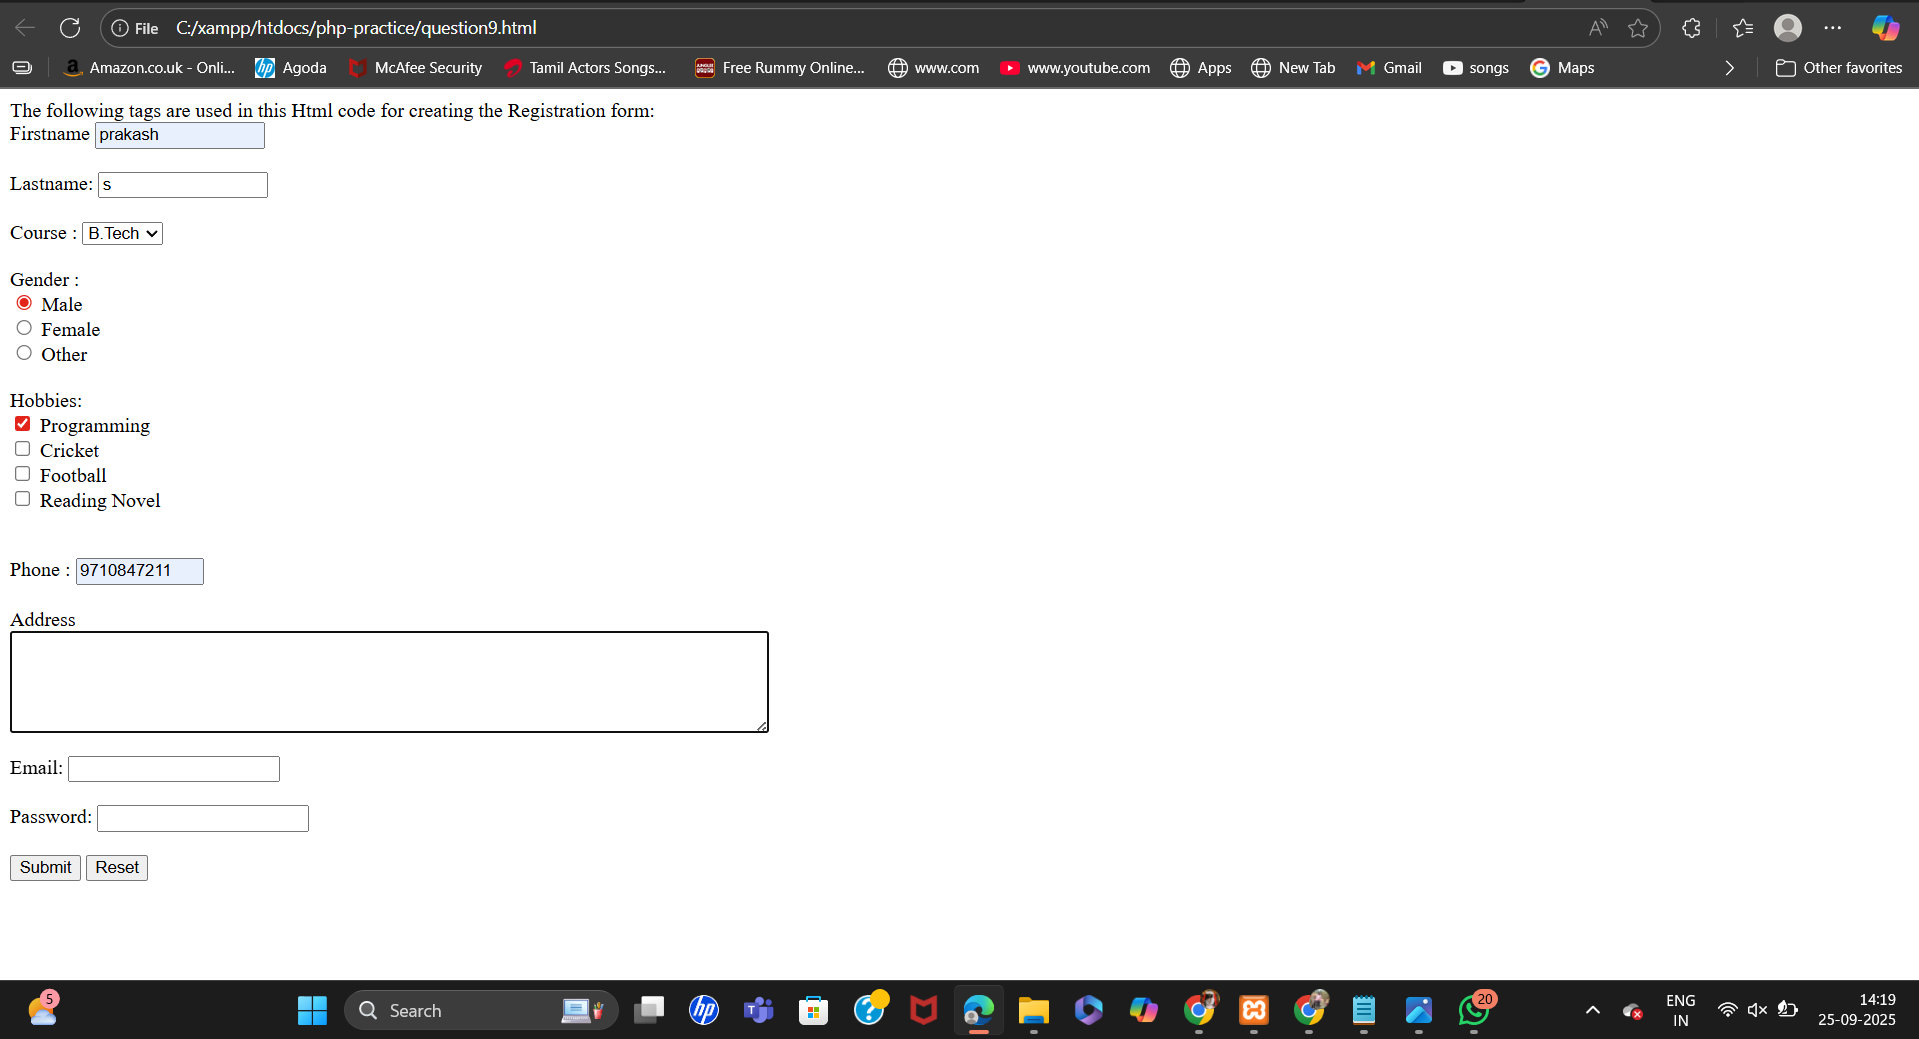 File C:/xampp/htdocs/php-practice/question9.html
Amazon.co.uk - Onli... Agoda McAfee Security Tamil Actors Songs... Free Rummy Online... www.com www.youtube.com Apps New Tab Gmail songs Maps Other favorites
The following tags are used in this Html code for creating the Registration form:
Firstname prakash
Lastname: s
Course : B.Tech
Gender :
Male
Female
Other
Hobbies:
Programming
Cricket
Football
Reading Novel
Phone : 9710847211
Address
Email:
Password:
Submit Reset
5 Search 20 ENG 14:19
IN 25-09-2025